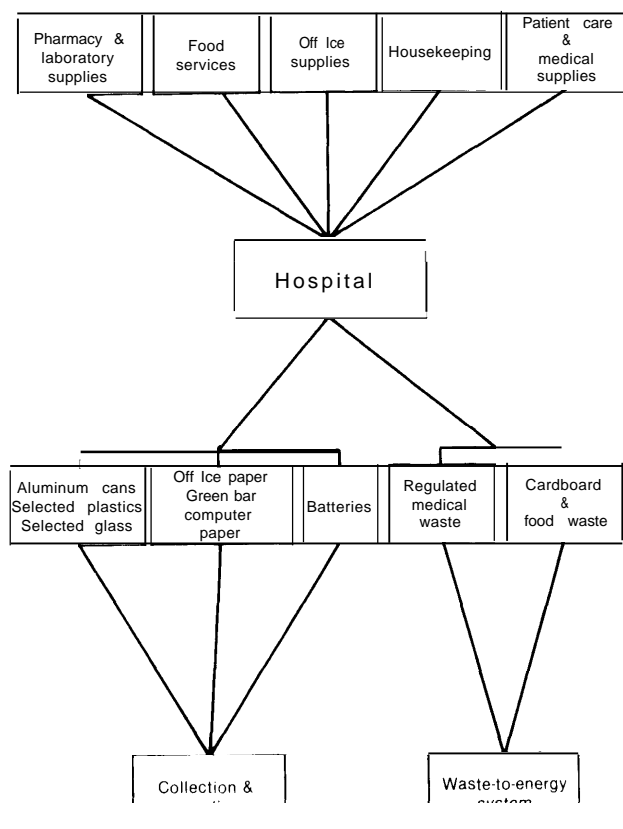 Pharmacy &
laboratory
supplies
Food
services
Off Ice
supplies
Housekeeping
Patient care
&
medical
supplies
Hospital
Aluminum cans
Selected plastics
Selected glass
Off Ice paper
Green bar
computer
paper
Batteries
Regulated
medical
waste
Cardboard
&
food waste
Collection &
Waste-to-energy
system